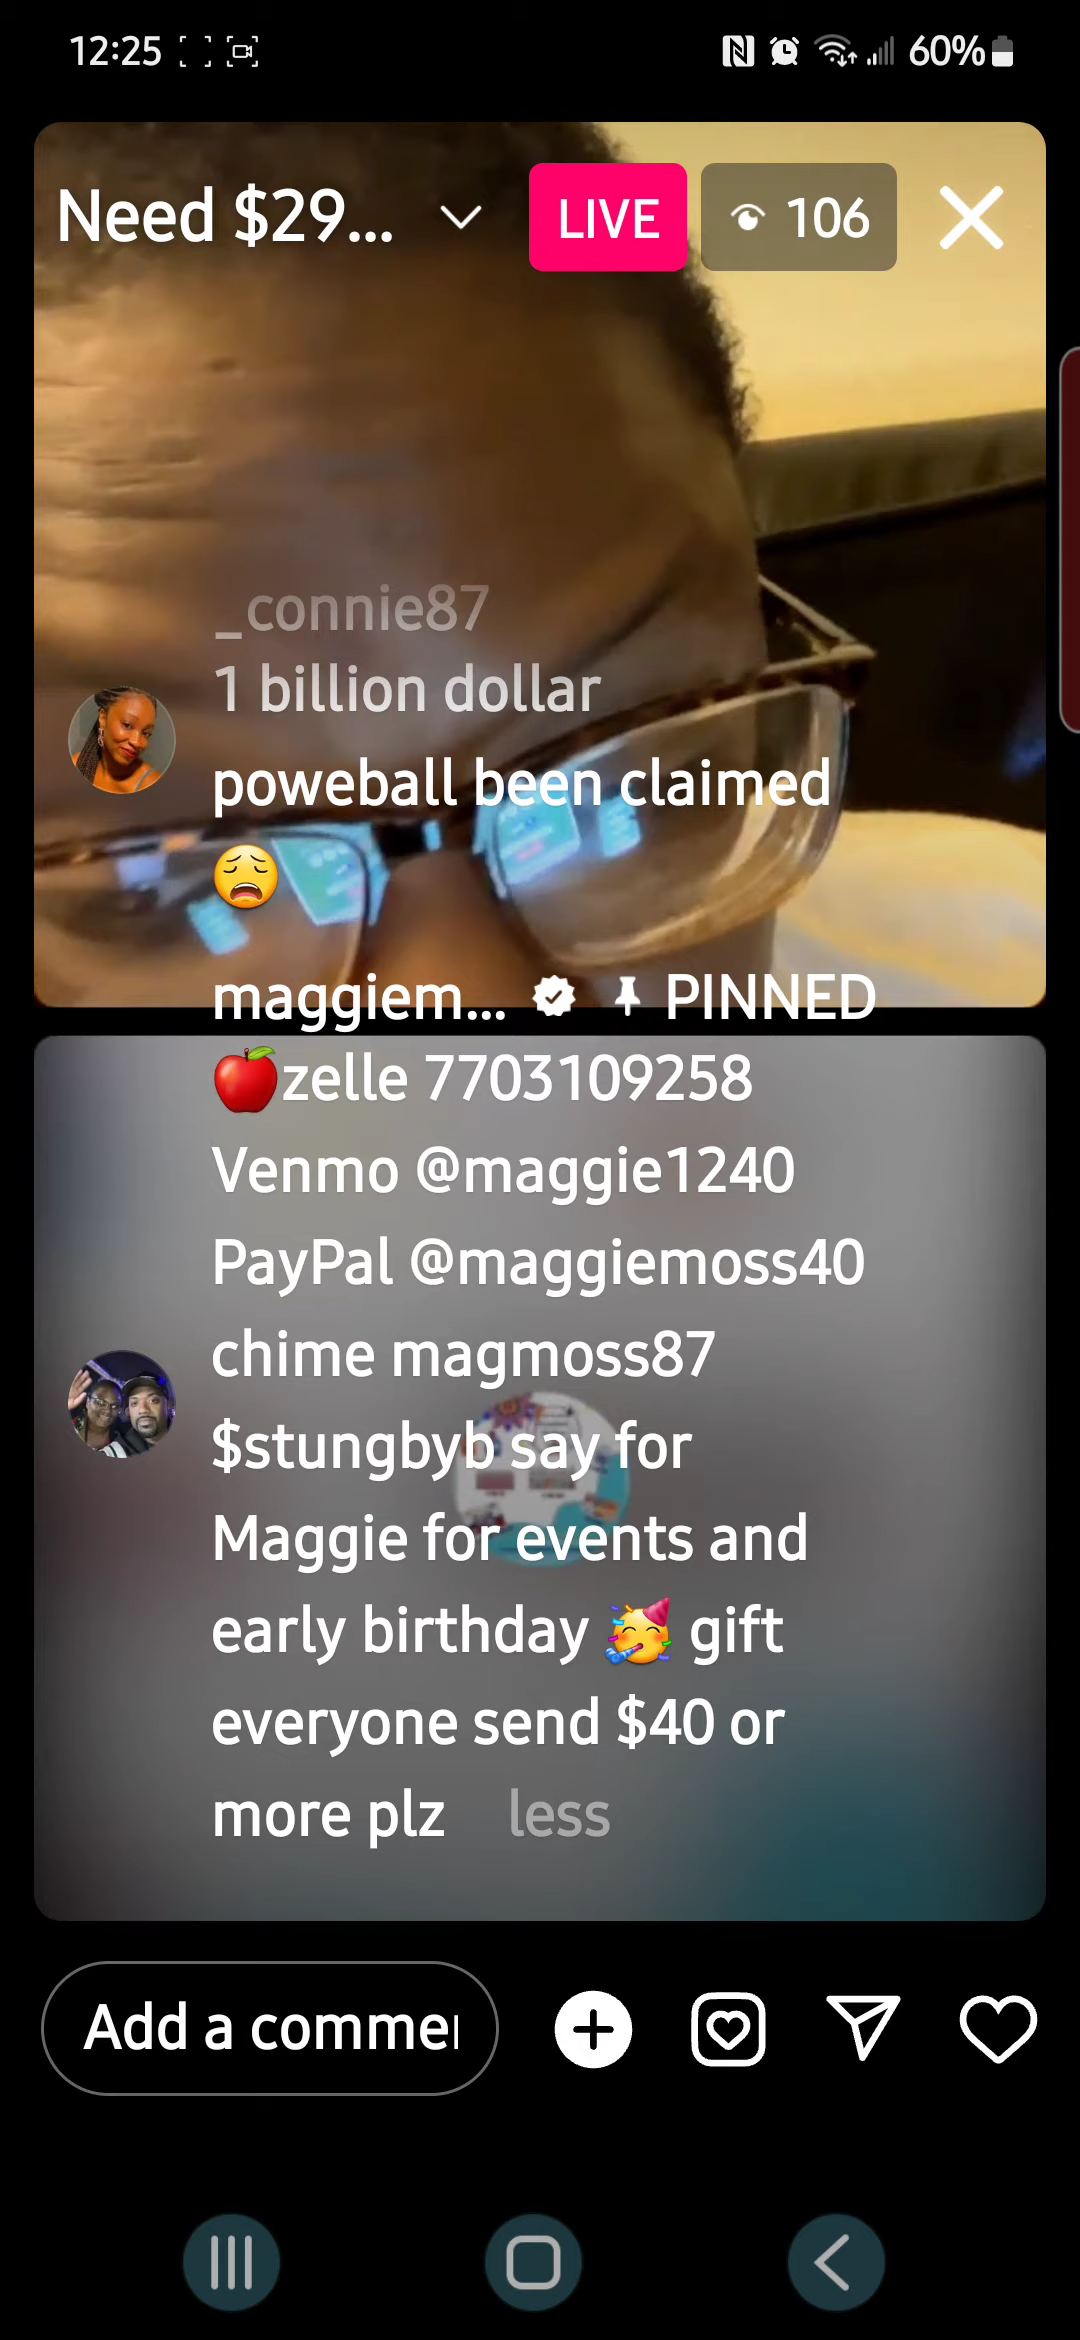 12:25
60%
Need $29...
LIVE
106
_connie87
1 billion dollar
poweball been claimed
😩
maggiem... PINNED
🍎zelle 7703109258
Venmo @maggie1240
PayPal @maggiemoss40
chime magmoss87
$stungbyb say for
Maggie for events and
early birthday 🥳 gift
everyone send $40 or
more plz less
Add a commer